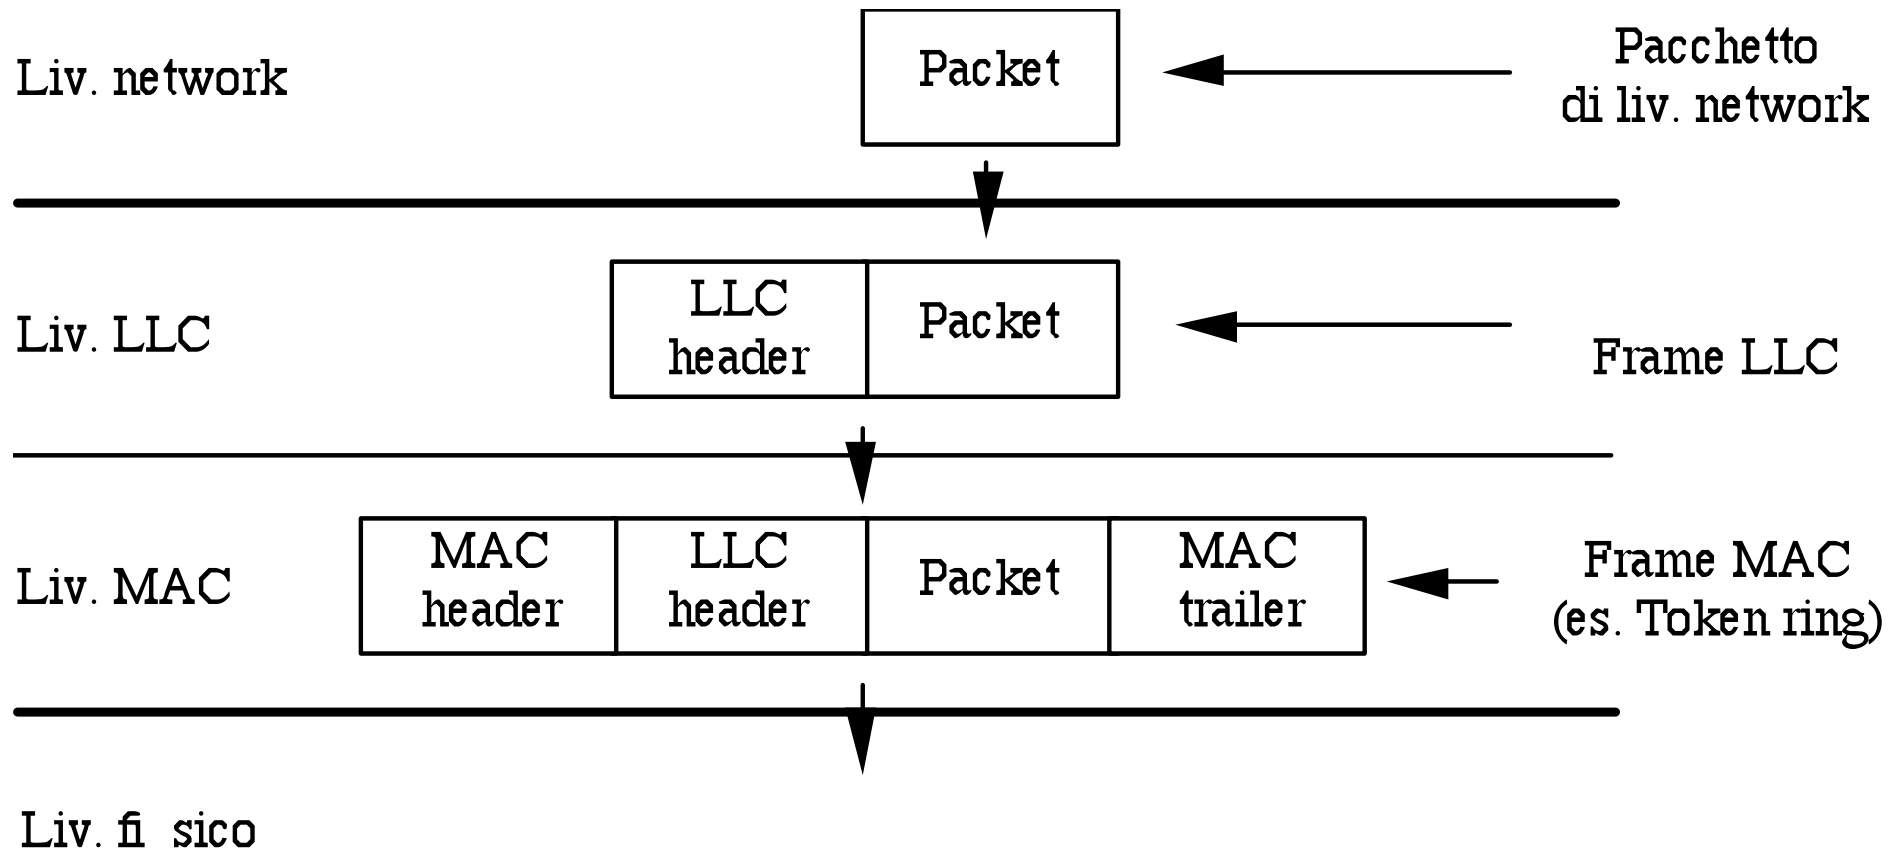 Liv. network
Packet
Pacchetto
di liv. network
Liv. LLC
LLC
header
Packet
Frame LLC
Liv. MAC
MAC
header
LLC
header
Packet
MAC
trailer
Frame MAC
(es. Token ring)
Liv. fi sico